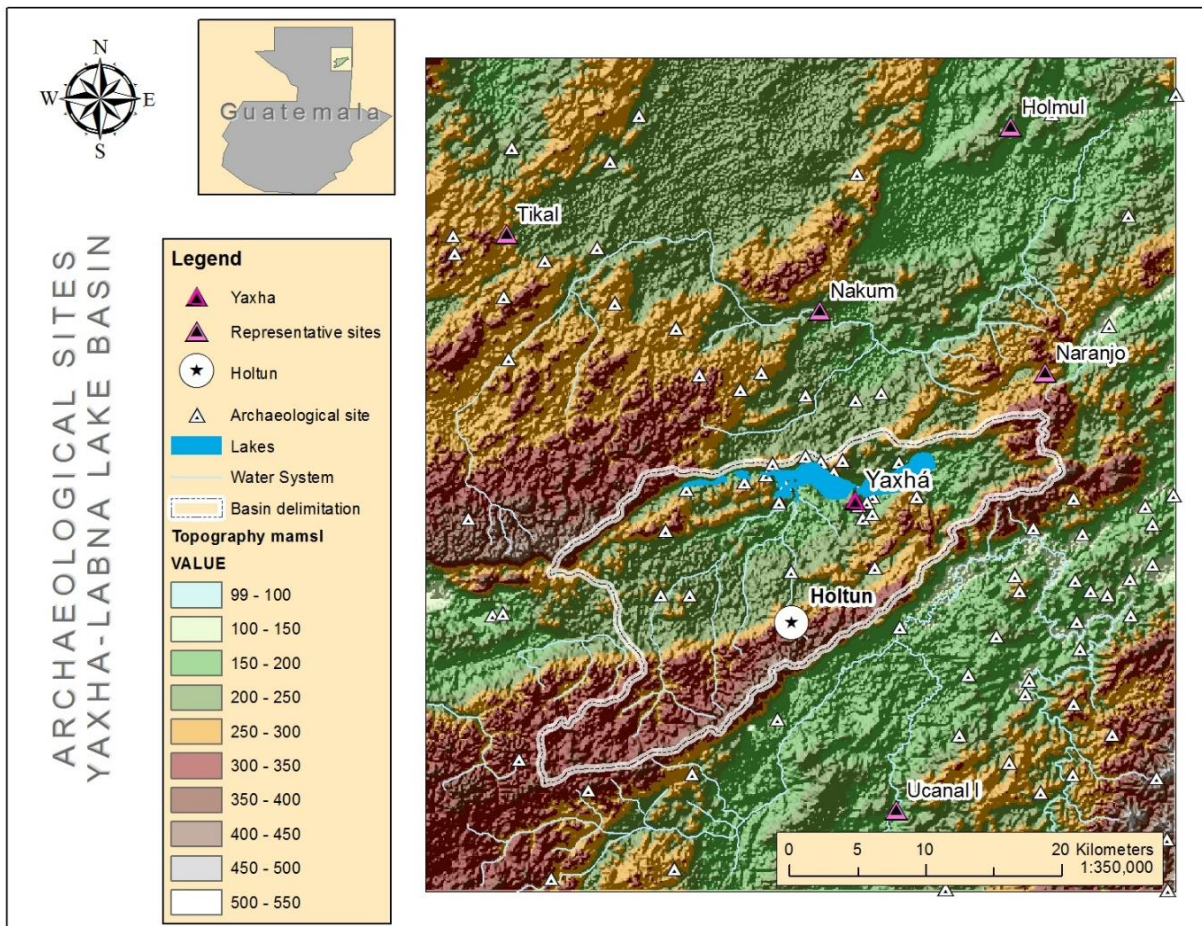 N
W E
S
Guatemala
ARCHAEOLOGICAL SITES
YAXHA-LABNA LAKE BASIN
Legend
Yaxha
Representative sites
Holtun
Archaeological site
Lakes
Water System
Basin delimitation
Topography mamsl
VALUE
99 - 100
100 - 150
150 - 200
200 - 250
250 - 300
300 - 350
350 - 400
400 - 450
450 - 500
500 - 550
Holmul
Tikal
Nakum
Naranjo
Yaxhá
Holtun
Ucanal I
0 5 10 20 Kilometers
1:350,000